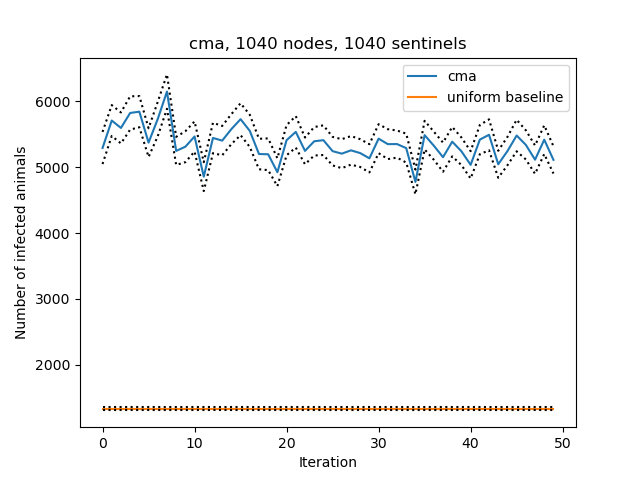 cma, 1040 nodes, 1040 sentinels
cma
uniform baseline
Number of infected animals
6000
5000
4000
3000
2000
0 10 20 30 40 50
Iteration